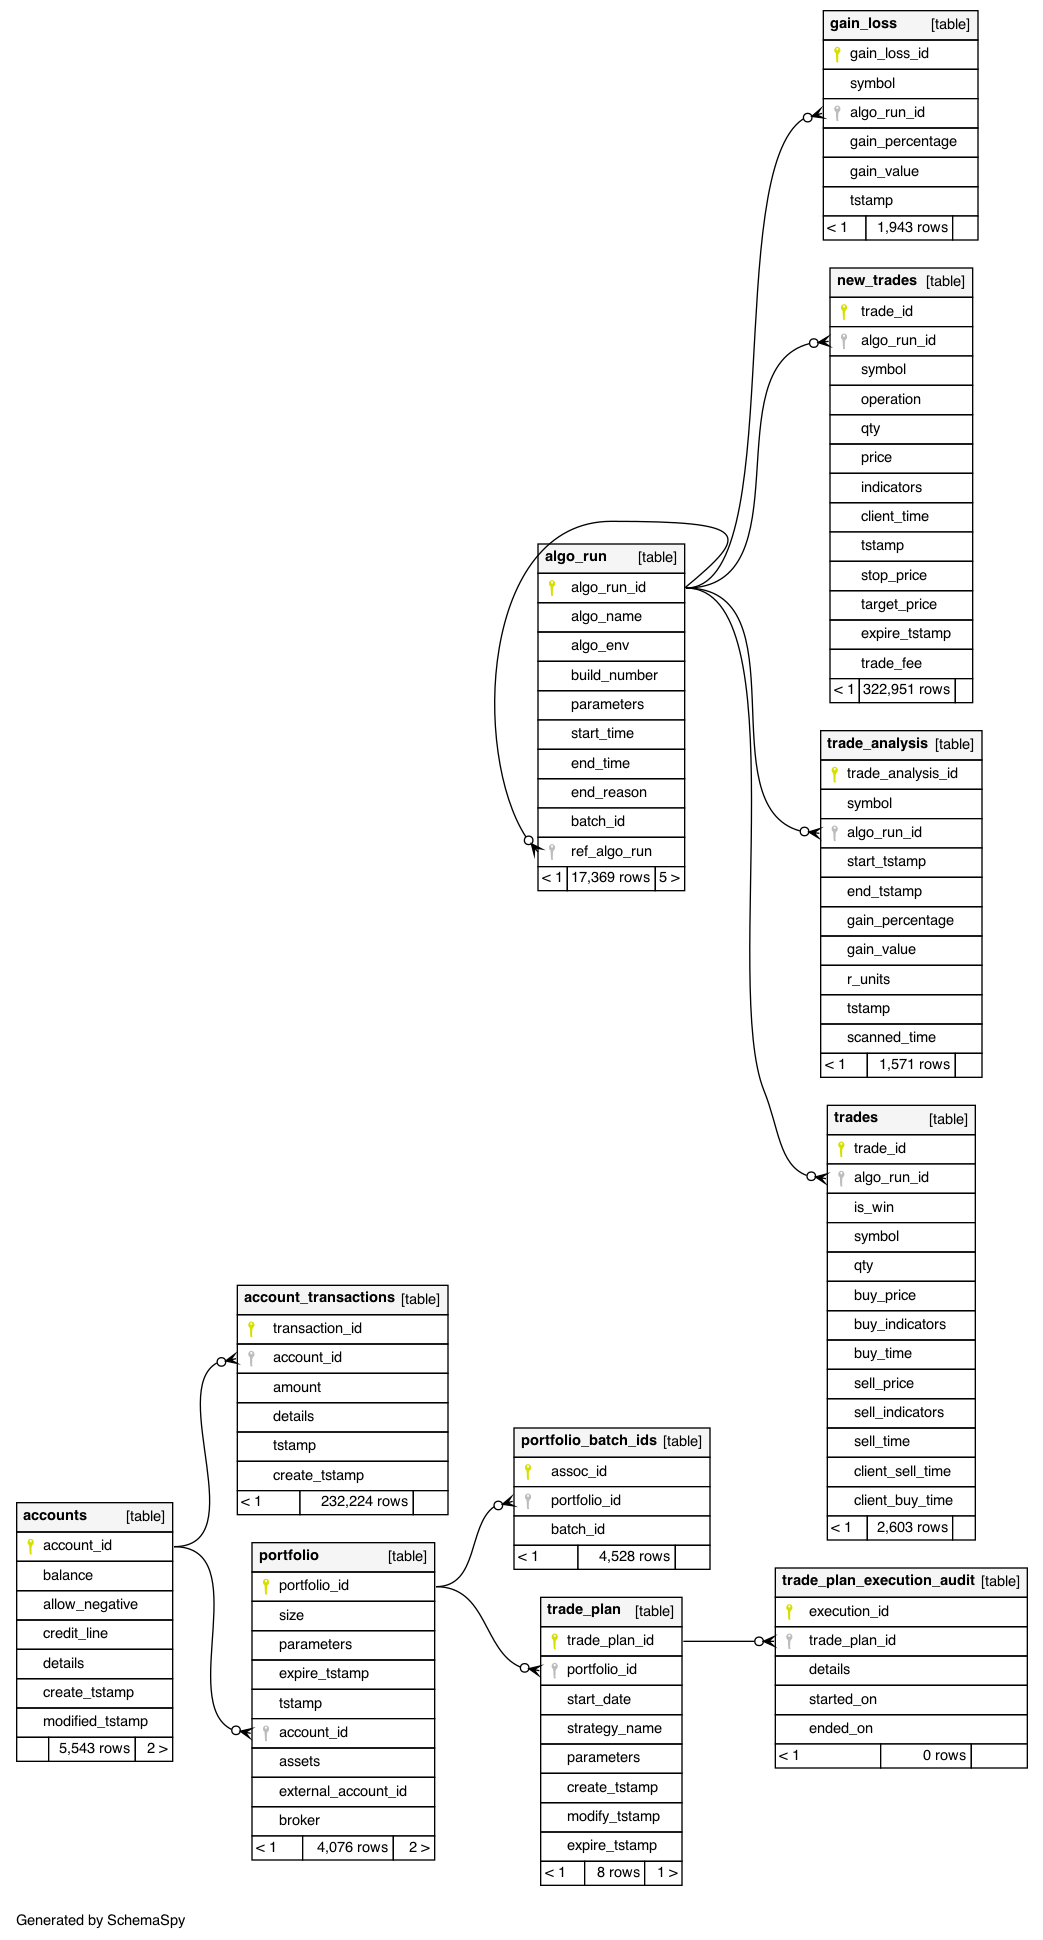 gain_loss [table]
gain_loss_id
symbol
algo_run_id
gain_percentage
gain_value
tstamp
< 1 1,943 rows
new_trades [table]
trade_id
algo_run_id
symbol
operation
qty
price
indicators
client_time
tstamp
stop_price
target_price
expire_tstamp
trade_fee
< 1 322,951 rows
algo_run [table]
algo_run_id
algo_name
algo_env
build_number
parameters
start_time
end_time
end_reason
batch_id
ref_algo_run
< 1 17,369 rows 5 >
trade_analysis [table]
trade_analysis_id
symbol
algo_run_id
start_tstamp
end_tstamp
gain_percentage
gain_value
r_units
tstamp
scanned_time
< 1 1,571 rows
trades [table]
trade_id
algo_run_id
is_win
symbol
qty
buy_price
buy_indicators
buy_time
sell_price
sell_indicators
sell_time
client_sell_time
client_buy_time
< 1 2,603 rows
account_transactions [table]
transaction_id
account_id
amount
details
tstamp
create_tstamp
< 1 232,224 rows
portfolio_batch_ids [table]
assoc_id
portfolio_id
batch_id
< 1 4,528 rows
accounts [table]
account_id
balance
allow_negative
credit_line
details
create_tstamp
modified_tstamp
5,543 rows 2 >
portfolio [table]
portfolio_id
size
parameters
expire_tstamp
tstamp
account_id
assets
external_account_id
broker
< 1 4,076 rows 2 >
trade_plan [table]
trade_plan_id
portfolio_id
start_date
strategy_name
parameters
create_tstamp
modify_tstamp
expire_tstamp
< 1 8 rows 1 >
trade_plan_execution_audit [table]
execution_id
trade_plan_id
details
started_on
ended_on
< 1 0 rows
Generated by SchemaSpy